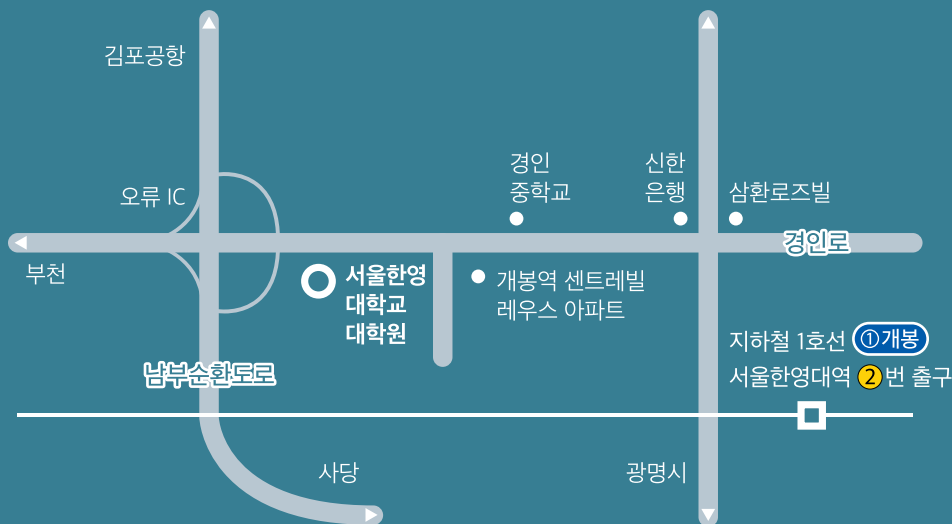 김포공항
경인
중학교
신한
은행
오류 IC
삼환로즈빌
경인로
부천
서울한영
대학교
대학원
개봉역 센트레빌
레우스 아파트
지하철 1호선 ①개봉
서울한영대역 ②번 출구
남부순환도로
사당
광명시